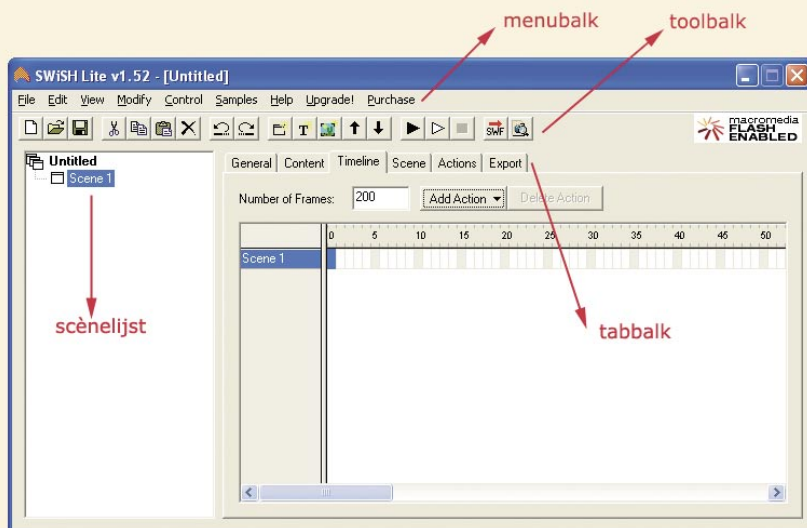 menubalk
toolbalk
SWiSH Lite v1.52 - [Untitled]
File Edit View Modify Control Samples Help Upgrade! Purchase
T
SWF
macromedia
FLASH
ENABLED
Untitled
Scene 1
General Content Timeline Scene Actions Export
Number of Frames: 200 Add Action Delete Action
0 5 10 15 20 25 30 35 40 45 50
Scene 1
scènelijst
tabbalk